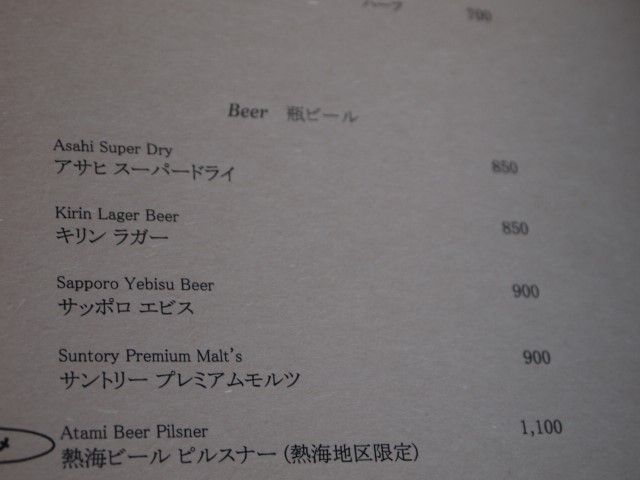 ハーフ 700
Beer 瓶ビール
Asahi Super Dry
アサヒ スーパードライ 850
Kirin Lager Beer
キリン ラガー 850
Sapporo Yebisu Beer
サッポロ エビス 900
Suntory Premium Malt's
サントリー プレミアムモルツ 900
Atami Beer Pilsner 1,100
熱海ビール ピルスナー（熱海地区限定）